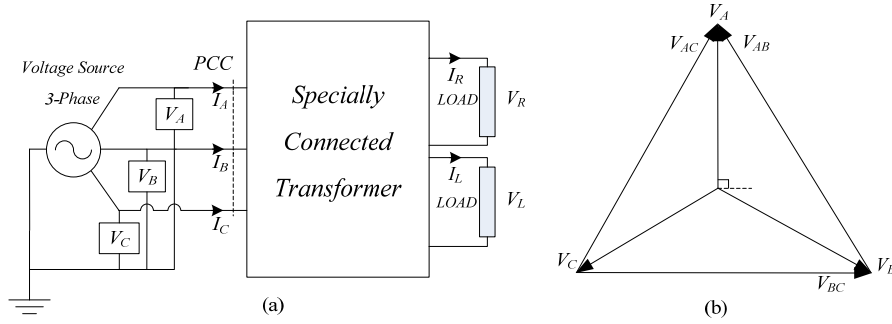 Voltage Source
3-Phase
PCC
V_A
V_B
V_C
I_A
I_B
I_C
Specially
Connected
Transformer
I_R
LOAD
V_R
I_L
LOAD
V_L
(a)
V_A
V_AC
V_AB
V_C
V_B
V_BC
(b)